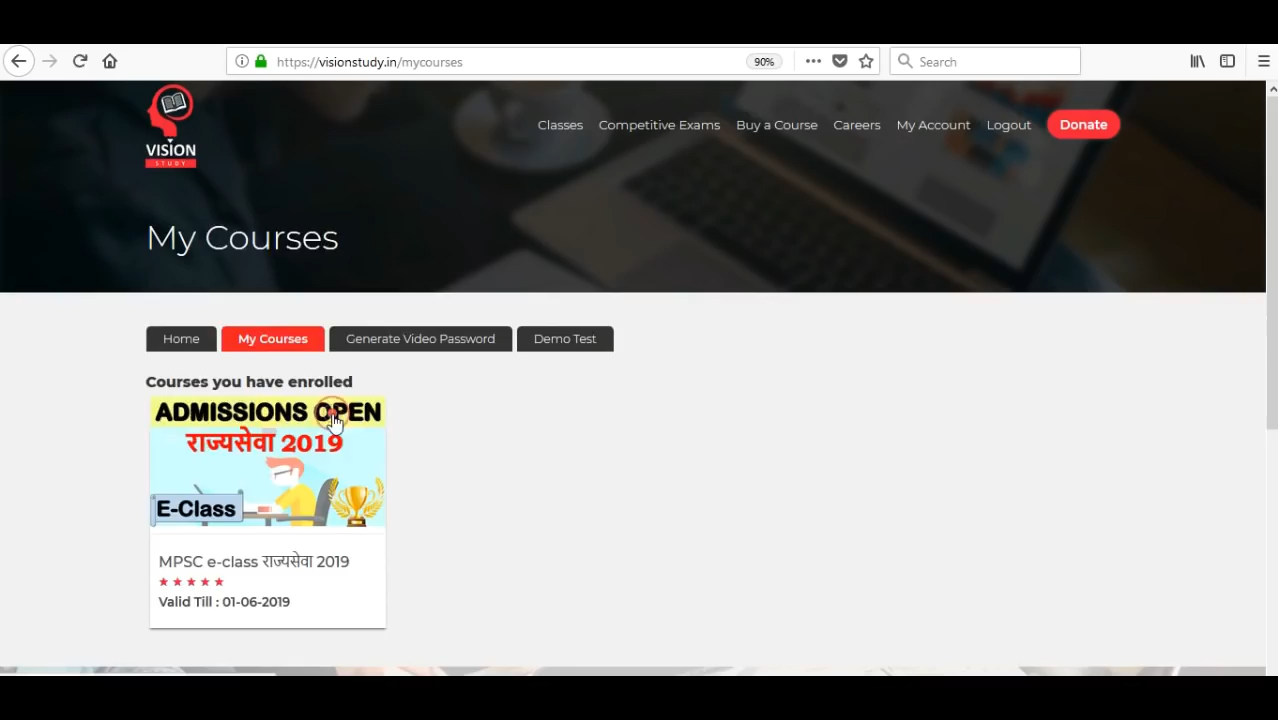 https://visionstudy.in/mycourses
90%
Search
VISION
STUDY
Classes
Competitive Exams
Buy a Course
Careers
My Account
Logout
Donate
My Courses
Home
My Courses
Generate Video Password
Demo Test
Courses you have enrolled
ADMISSIONS OPEN
राज्यसेवा 2019
E-Class
MPSC e-class राज्यसेवा 2019
Valid Till : 01-06-2019